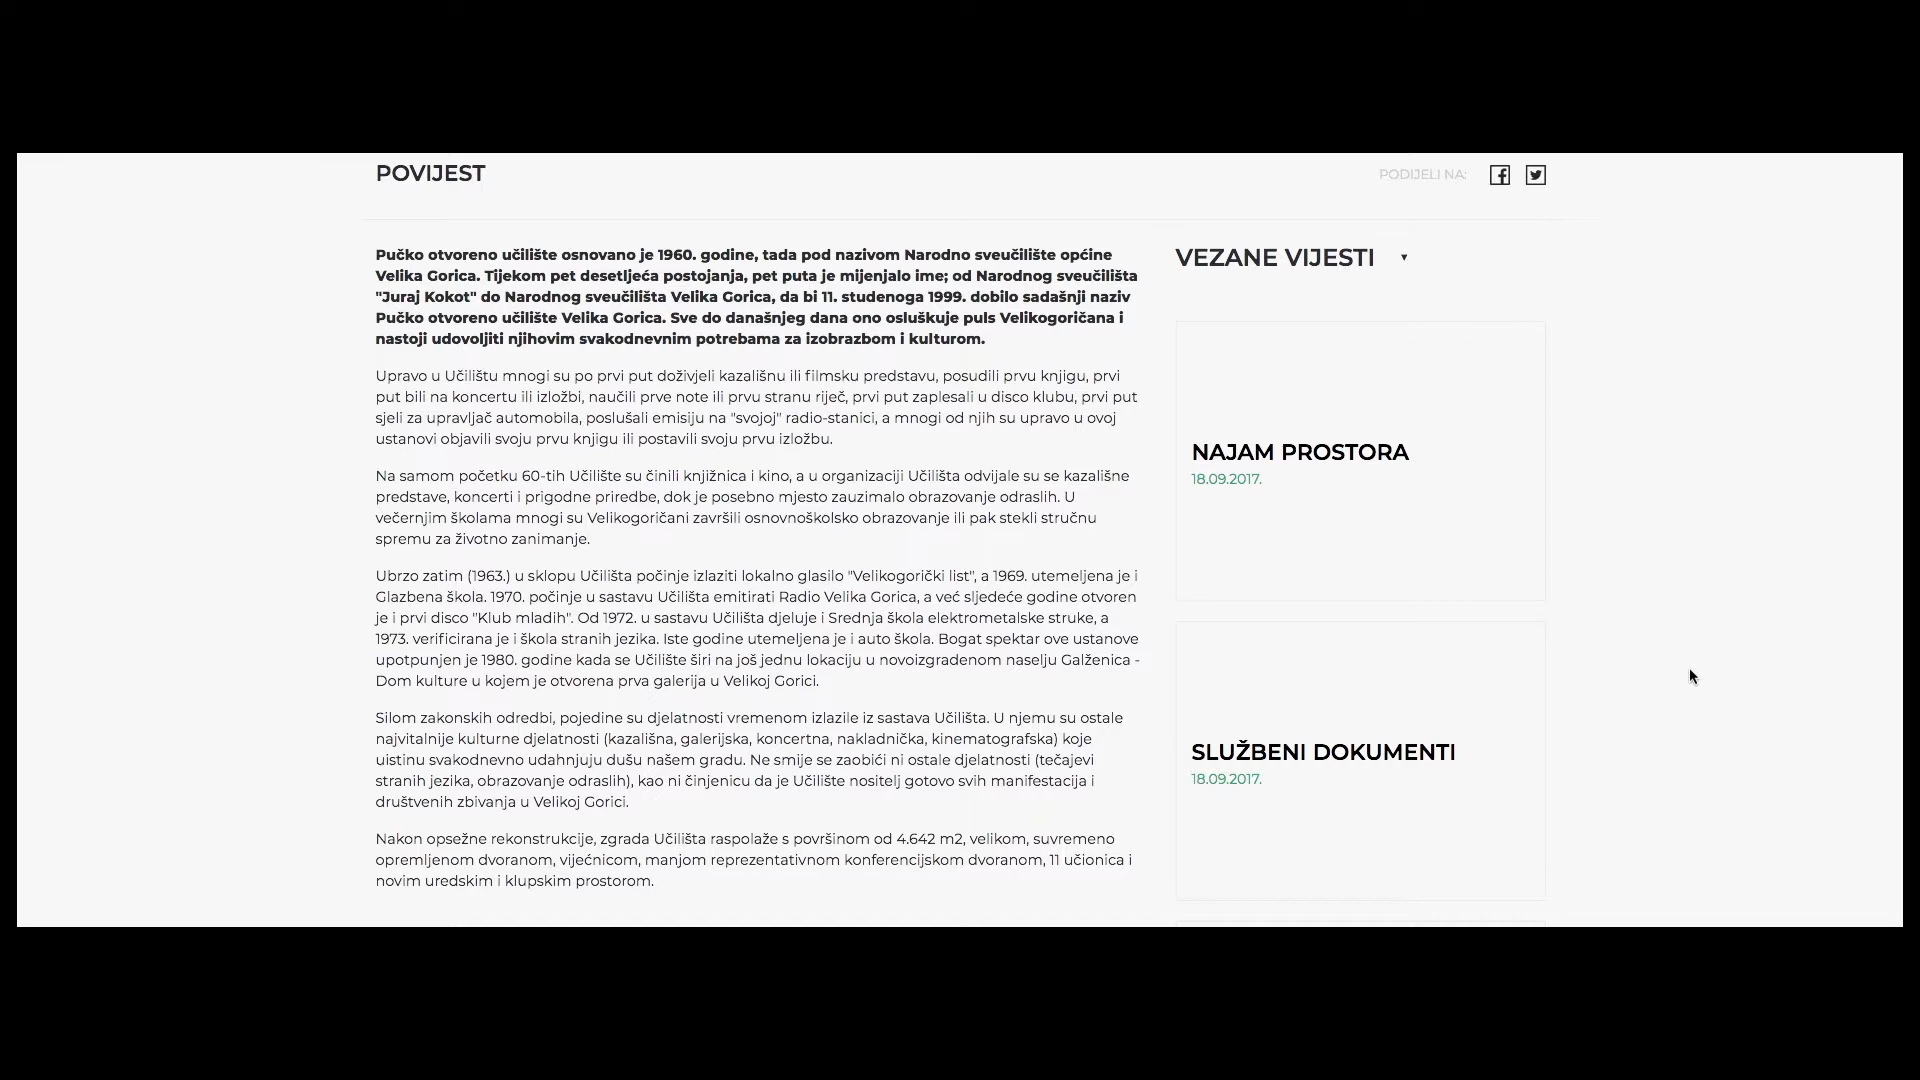 POVIJEST
PODIJELI NA:
Pučko otvoreno učilište osnovano je 1960. godine, tada pod nazivom Narodno sveučilište općine
Velika Gorica. Tijekom pet desetljeća postojanja, pet puta je mijenjalo ime; od Narodnog sveučilišta
"Juraj Kokot" do Narodnog sveučilišta Velika Gorica, da bi 11. studenoga 1999. dobilo sadašnji naziv
Pučko otvoreno učilište Velika Gorica. Sve do današnjeg dana ono osluškuje puls Velikogoričana i
nastoji udovoljiti njihovim svakodnevnim potrebama za izobrazbom i kulturom.
Upravo u Učilištu mnogi su po prvi put doživjeli kazališnu ili filmsku predstavu, posudili prvu knjigu, prvi
put bili na koncertu ili izložbi, naučili prve note ili prvu stranu riječ, prvi put zaplesali u disco klubu, prvi put
sjeli za upravljač automobila, poslušali emisiju na "svojoj" radio-stanici, a mnogi od njih su upravo u ovoj
ustanovi objavili svoju prvu knjigu ili postavili svoju prvu izložbu.
Na samom početku 60-tih Učilište su činili knjižnica i kino, a u organizaciji Učilišta odvijale su se kazališne
predstave, koncerti i prigodne priredbe, dok je posebno mjesto zauzimalo obrazovanje odraslih. U
večernjim školama mnogi su Velikogoričani završili osnovnoškolsko obrazovanje ili pak stekli stručnu
spremu za životno zanimanje.
Ubrzo zatim (1963.) u sklopu Učilišta počinje izlaziti lokalno glasilo "Velikogorički list", a 1969. utemeljena je i
Glazbena škola. 1970. počinje u sastavu Učilišta emitirati Radio Velika Gorica, a već sljedeće godine otvoren
je i prvi disco "Klub mladih". Od 1972. u sastavu Učilišta djeluje i Srednja škola elektrometalske struke, a
1973. verificirana je i škola stranih jezika. Iste godine utemeljena je i auto škola. Bogat spektar ove ustanove
upotpunjen je 1980. godine kada se Učilište širi na još jednu lokaciju u novoizgrađenom naselju Galženica -
Dom kulture u kojem je otvorena prva galerija u Velikoj Gorici.
Silom zakonskih odredbi, pojedine su djelatnosti vremenom izlazile iz sastava Učilišta. U njemu su ostale
najvitalnije kulturne djelatnosti (kazališna, galerijska, koncertna, nakladnička, kinematografska) koje
uistinu svakodnevno udahnjuju dušu našem gradu. Ne smije se zaobići ni ostale djelatnosti (tečajevi
stranih jezika, obrazovanje odraslih), kao ni činjenicu da je Učilište nositelj gotovo svih manifestacija i
društvenih zbivanja u Velikoj Gorici.
Nakon opsežne rekonstrukcije, zgrada Učilišta raspolaže s površinom od 4.642 m2, velikom, suvremeno
opremljenom dvoranom, vijećnicom, manjom reprezentativnom konferencijskom dvoranom, 11 učionica i
novim uredskim i klupskim prostorom.
VEZANE VIJESTI
NAJAM PROSTORA
18.09.2017.
SLUŽBENI DOKUMENTI
18.09.2017.